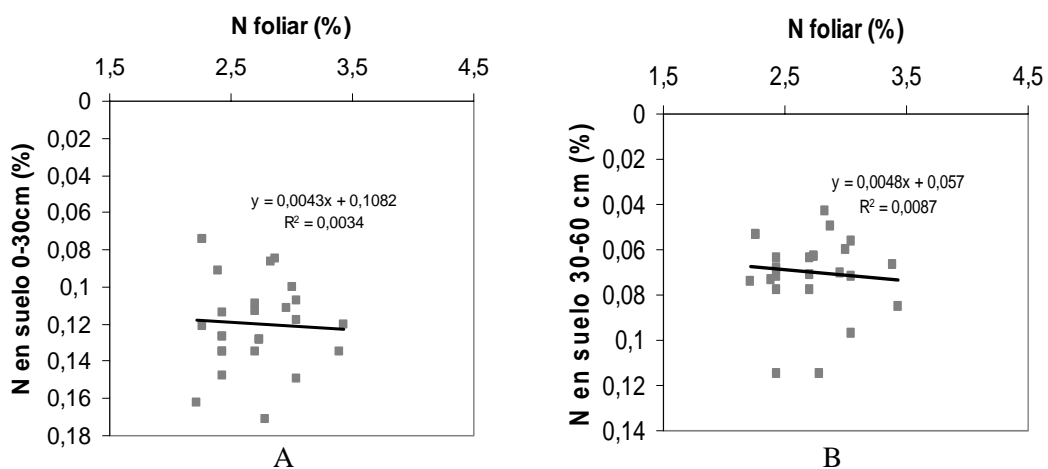 N foliar (%)
1,5 2,5 3,5 4,5
0
0,02
0,04
0,06
0,08
0,1
0,12
0,14
0,16
0,18
N en suelo 0-30cm (%)
y = 0,0043x + 0,1082
R² = 0,0034
A
N foliar (%)
1,5 2,5 3,5 4,5
0
0,02
0,04
0,06
0,08
0,1
0,12
0,14
N en suelo 30-60 cm (%)
y = 0,0048x + 0,057
R² = 0,0087
B